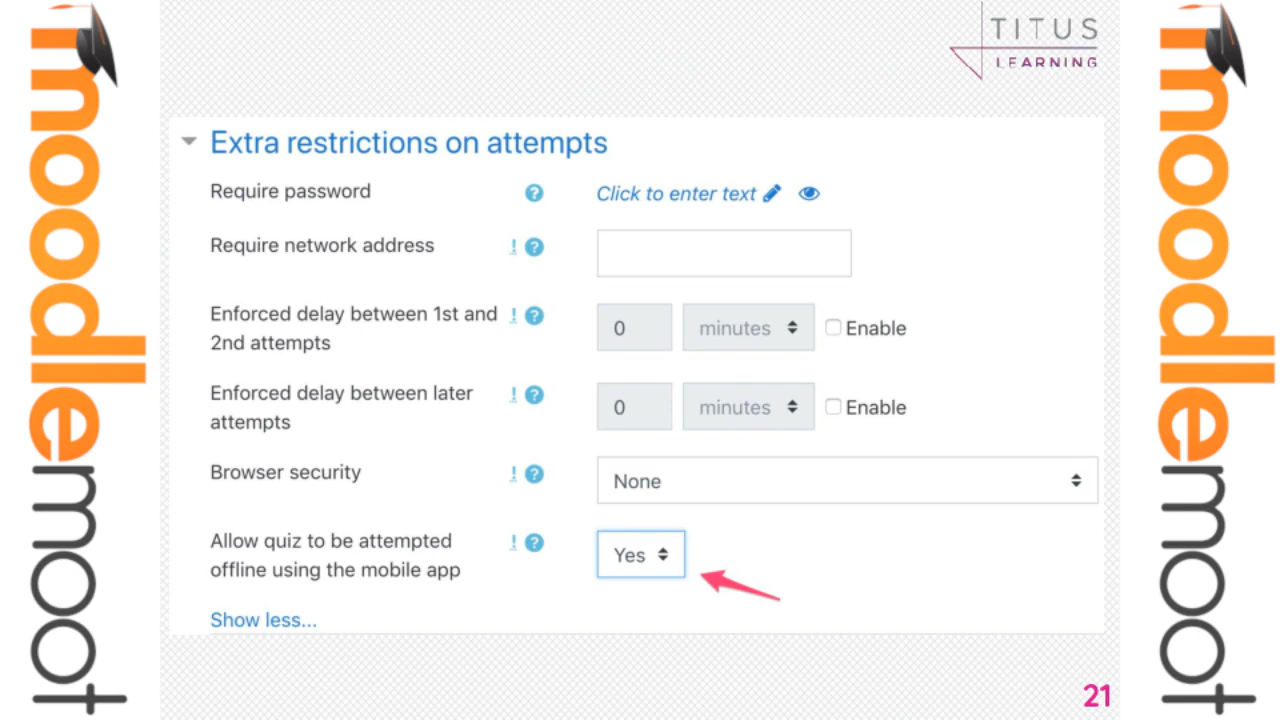 moodlemoot
TITUS
LEARNING
moodlemoot
Extra restrictions on attempts
Require password ? Click to enter text
Require network address ! ?
Enforced delay between 1st and ! ? 0 minutes Enable
2nd attempts
Enforced delay between later ! ? 0 minutes Enable
attempts
Browser security ! ? None
Allow quiz to be attempted ! ? Yes
offline using the mobile app
Show less...
21